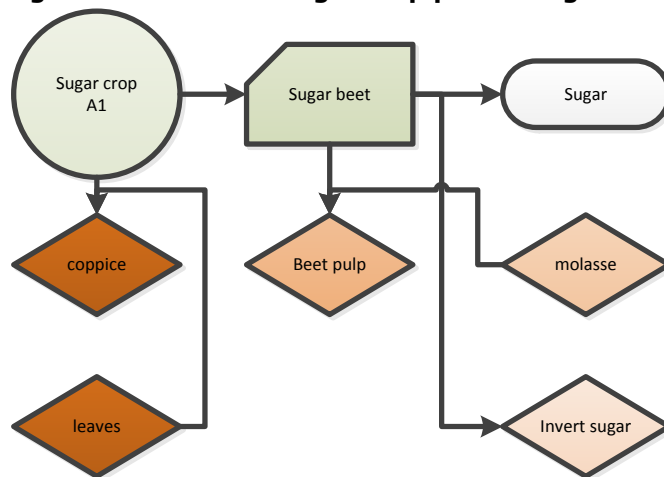 Sugar crop
A1
Sugar beet
Sugar
coppice
Beet pulp
molasse
leaves
Invert sugar